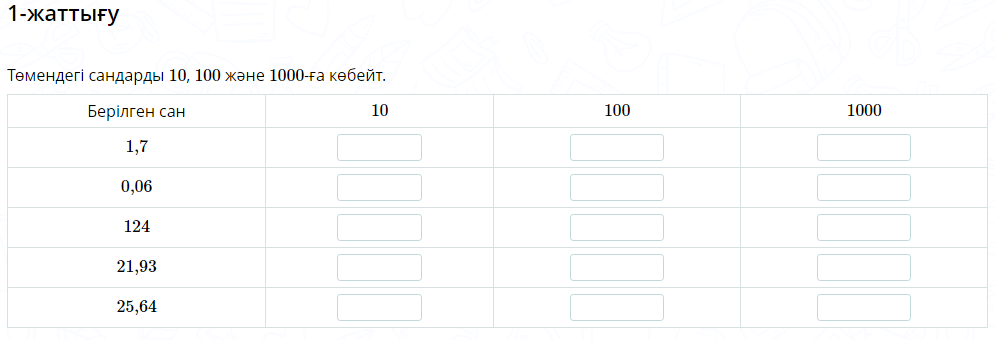 1-жаттығу
Төмендегі сандарды 10, 100 және 1000-ға көбейт.
Берілген сан 10 100 1000
1,7
0,06
124
21,93
25,64